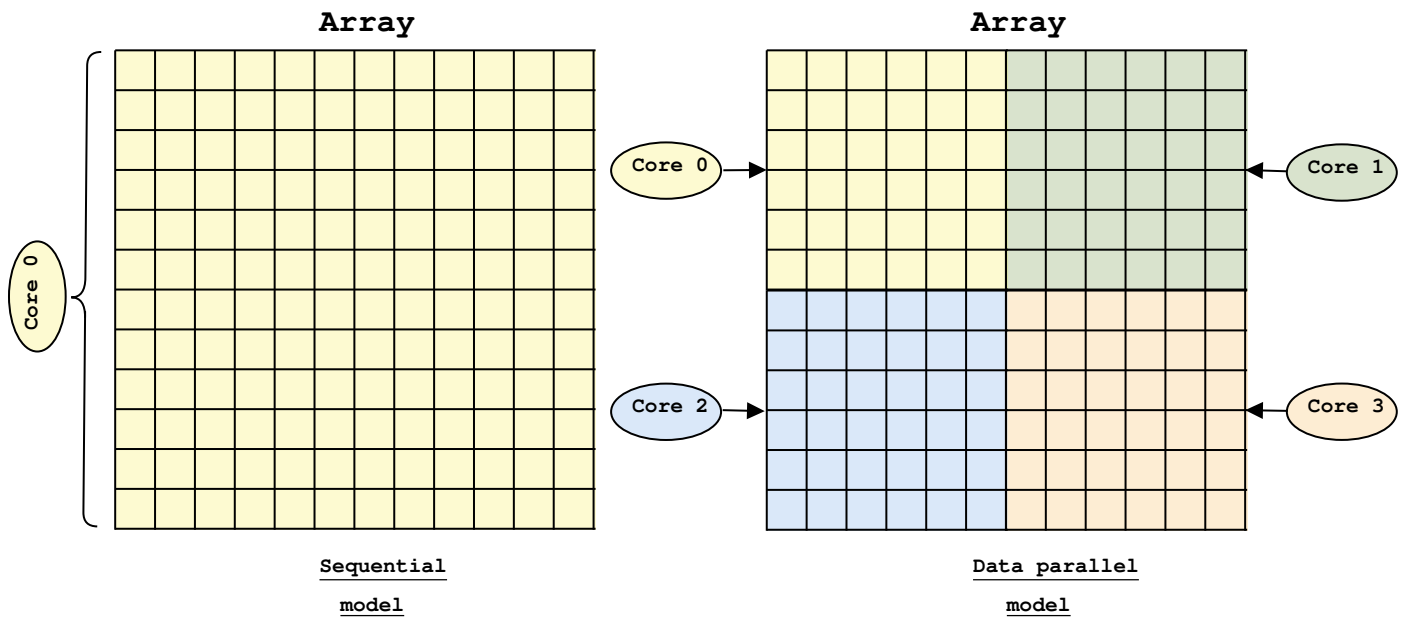 Array
Core 0
Sequential
model
Array
Core 0
Core 1
Core 2
Core 3
Data parallel
model